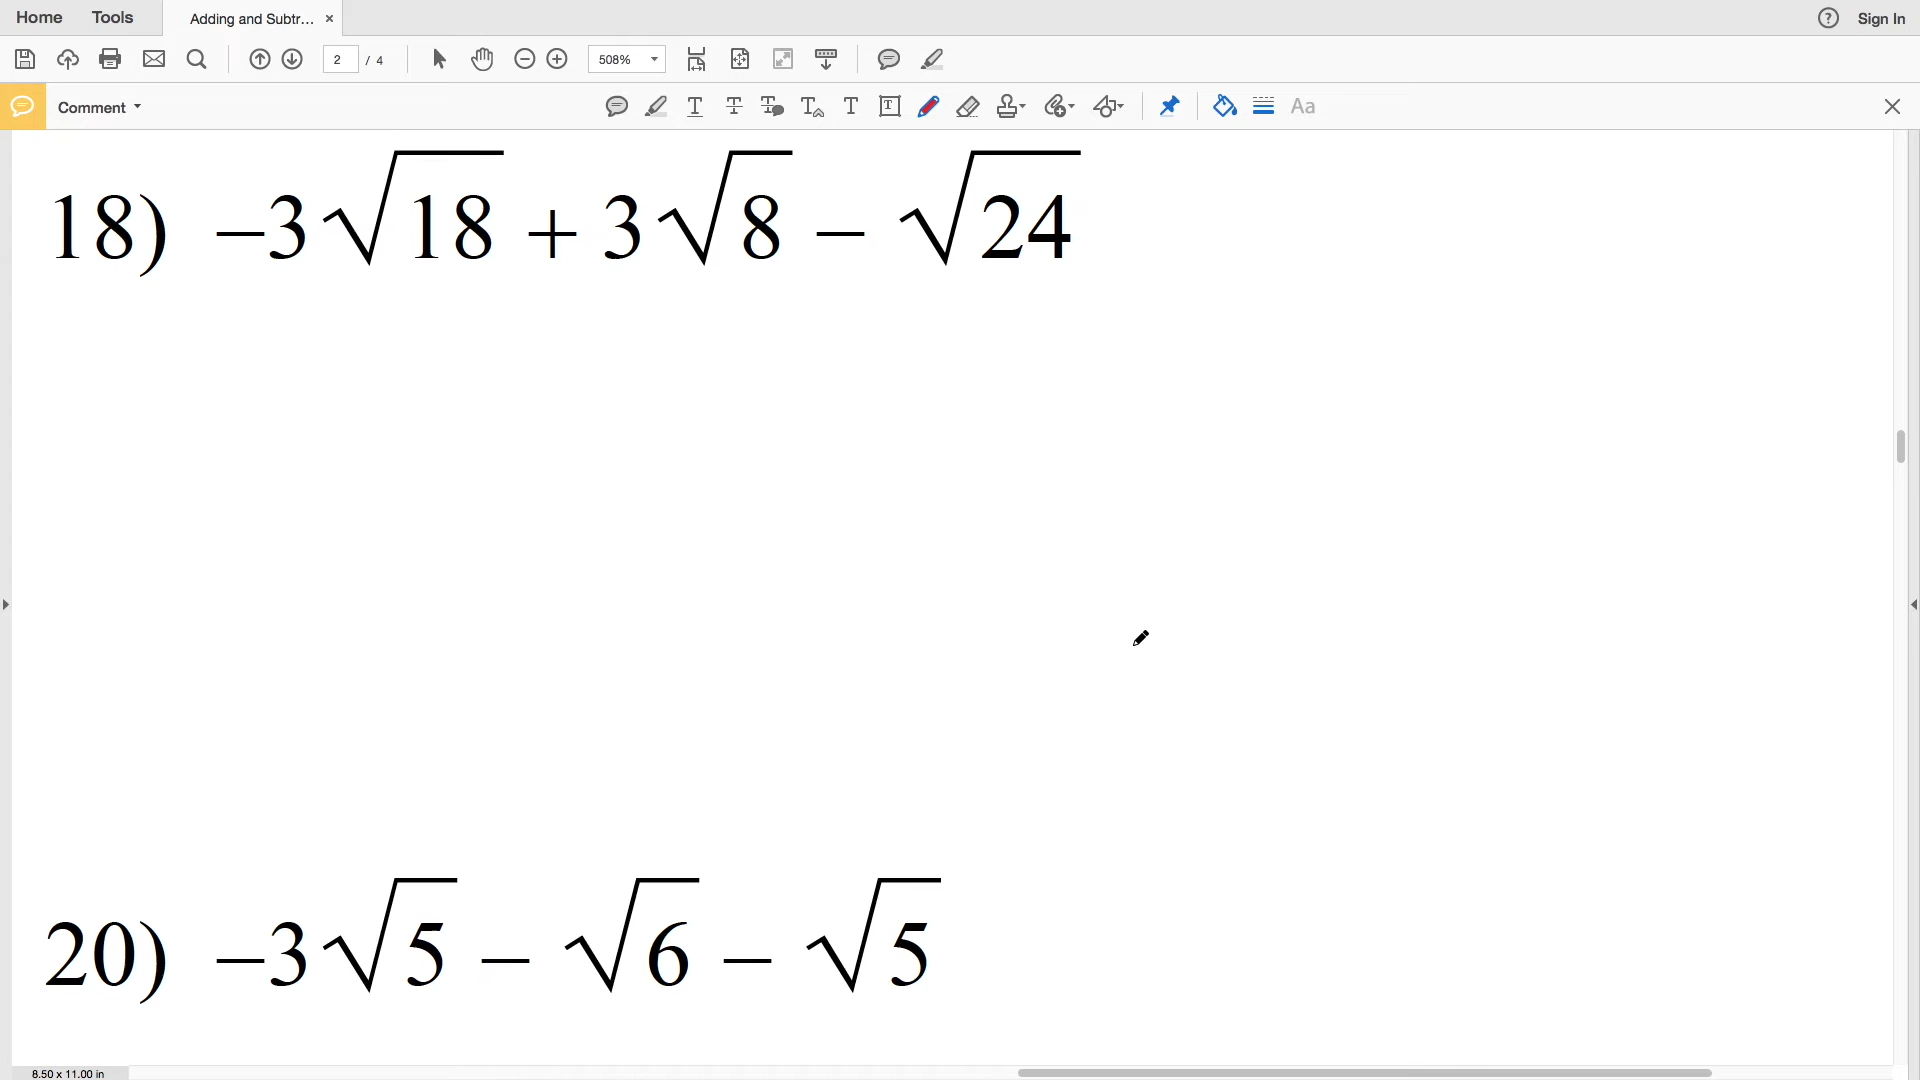 Home Tools Adding and Subtr... × ? Sign In
2 / 4 508%
Comment T T T T T T Aa
18) −3√18 + 3√8 − √24
20) −3√5 − √6 − √5
8.50 x 11.00 in